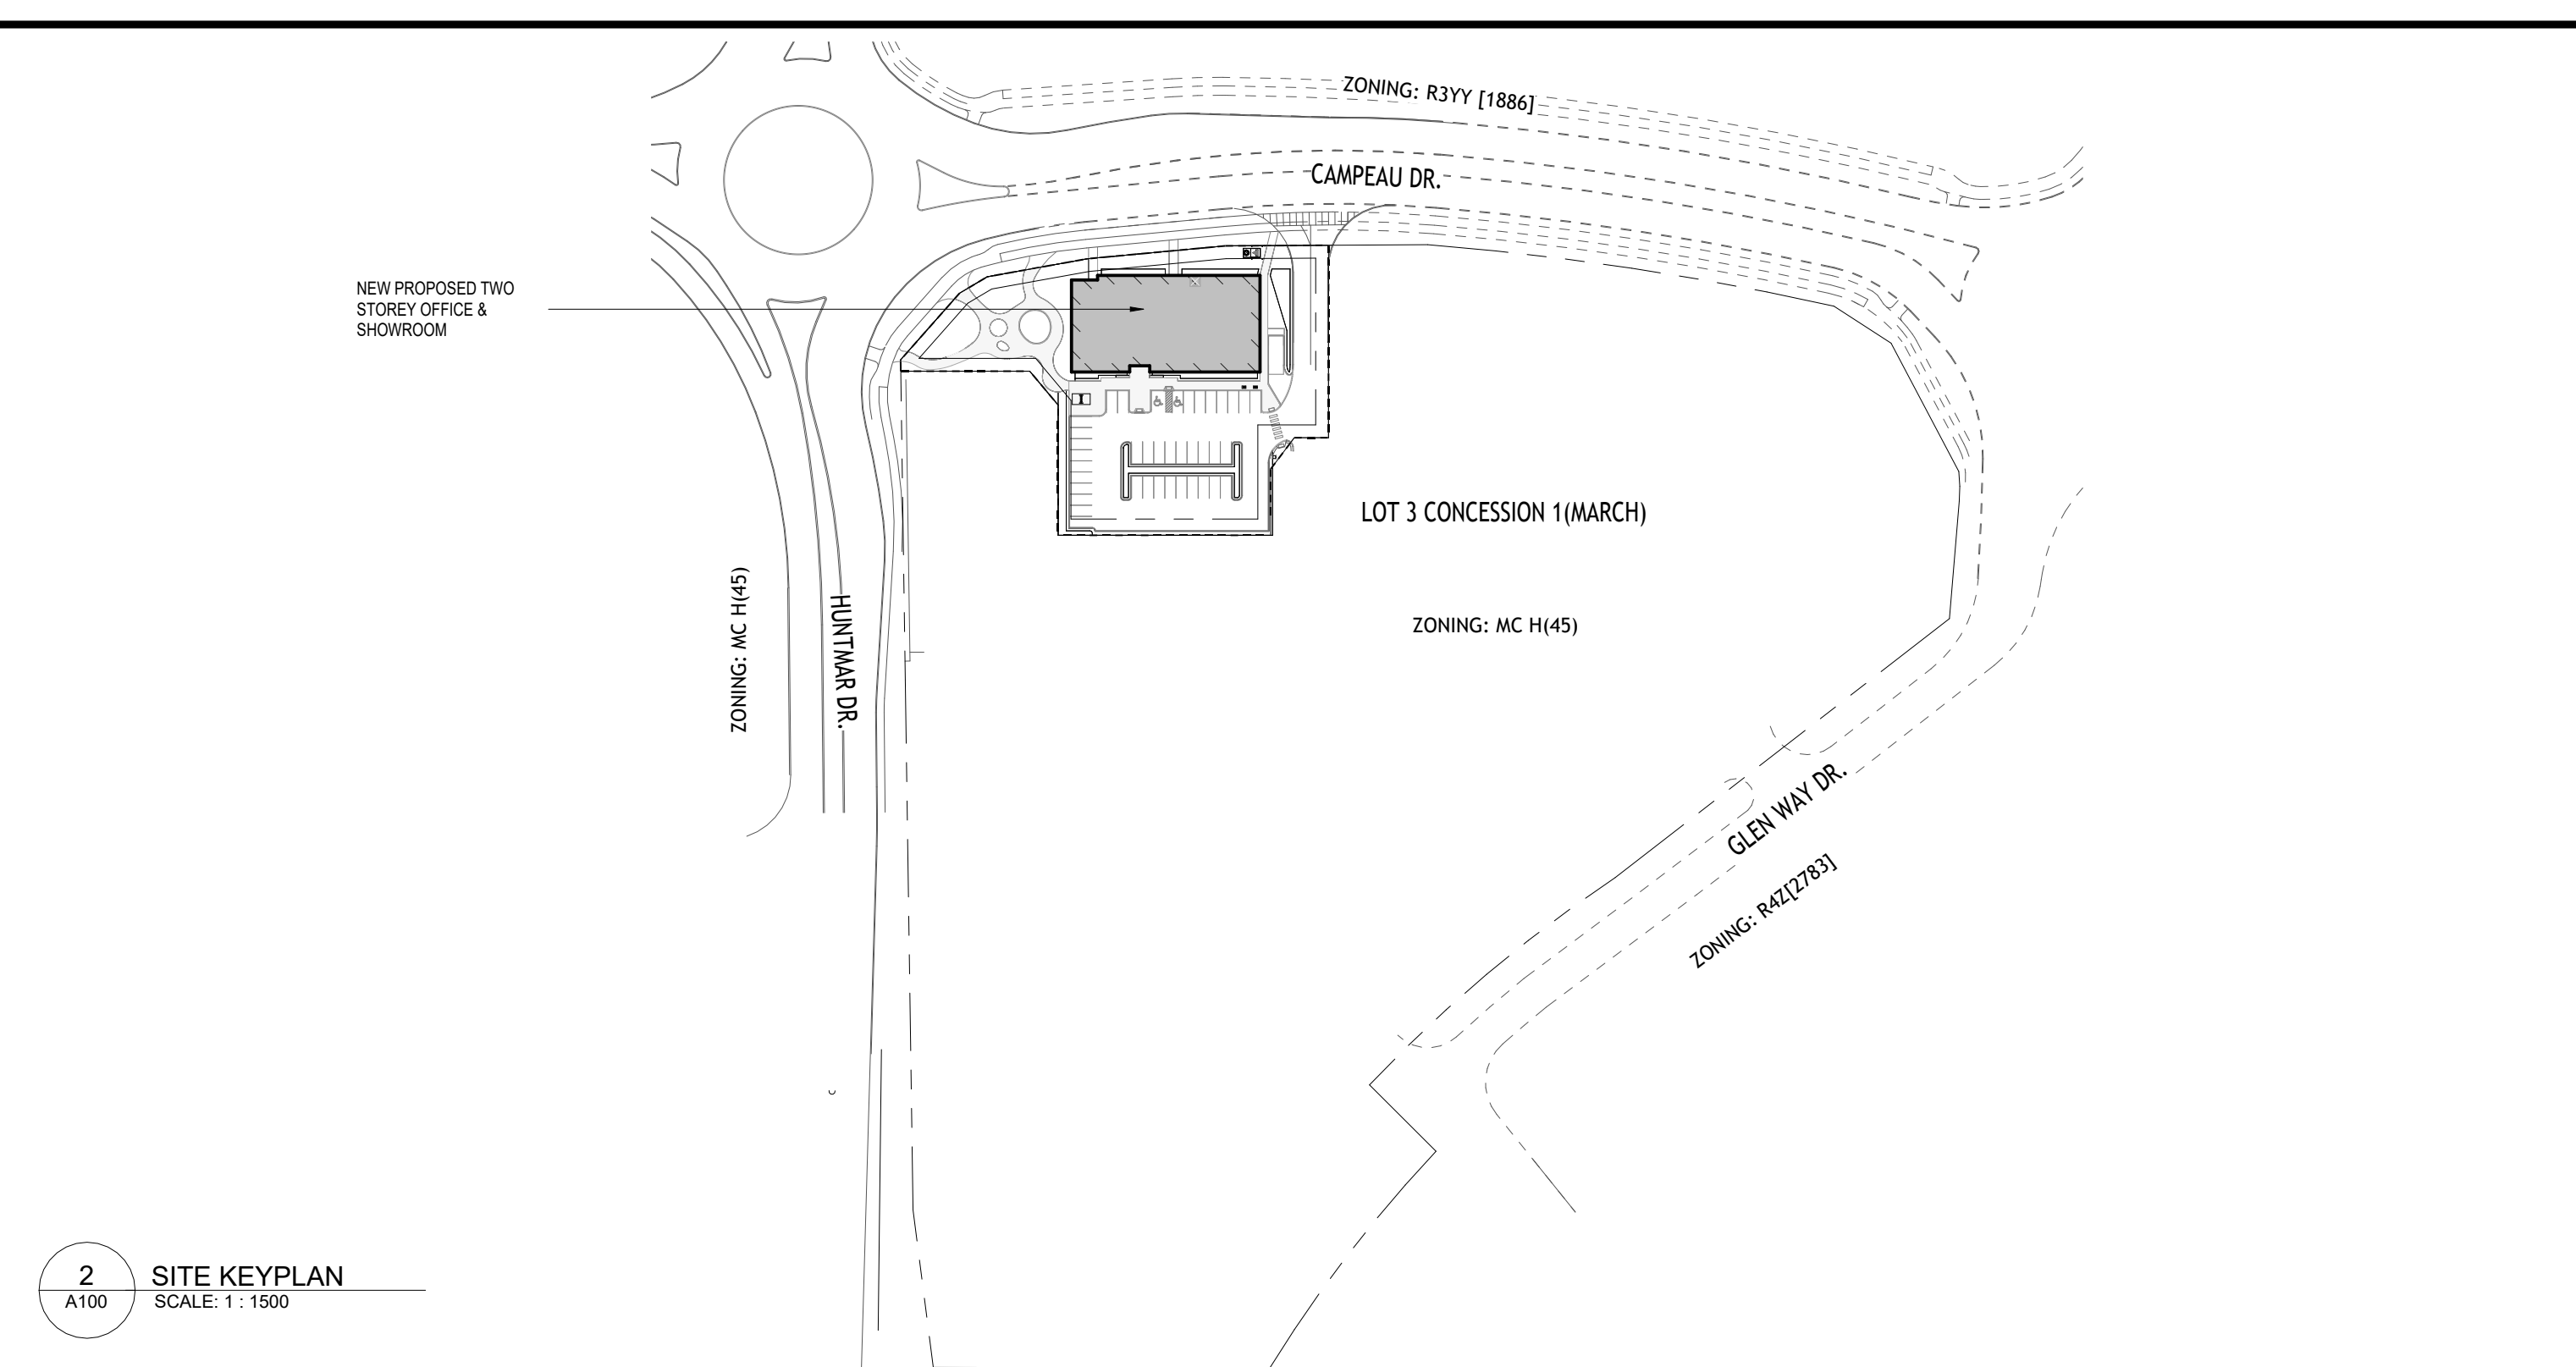 ZONING: R3YY [1886]
CAMPEAU DR.
NEW PROPOSED TWO
STOREY OFFICE &
SHOWROOM
LOT 3 CONCESSION 1(MARCH)
ZONING: MC H(45)
HUNTMAR DR.
ZONING: MC H(45)
GLEN WAY DR.
ZONING: R4Z[2783]
2
A100
SITE KEYPLAN
SCALE: 1 : 1500